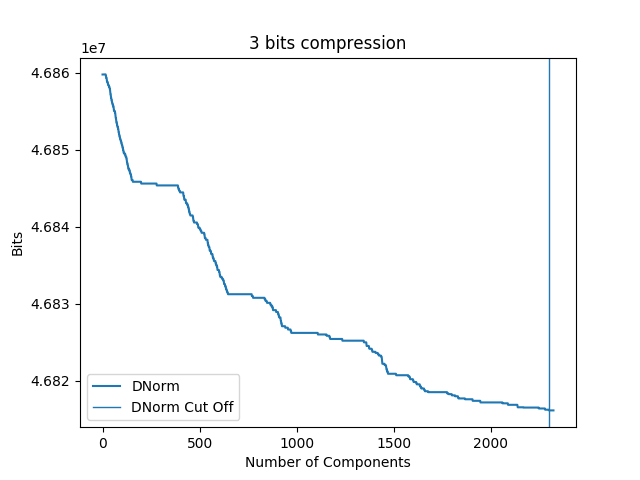 3 bits compression
1e7
4.686
4.685
4.684
4.683
4.682
Bits
DNorm
DNorm Cut Off
0
500
1000
1500
2000
Number of Components